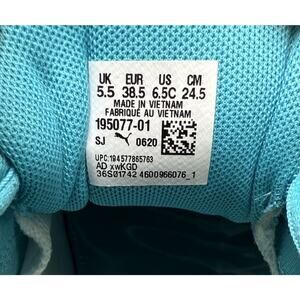 UK EUR US CM
5.5 38.5 6.5C 24.5
MADE IN VIETNAM
FABRIQUÉ AU VIETNAM
195077-01
SJ 0620
UPC:194577865763
AD xwKGD
36S01742 4600966076_1